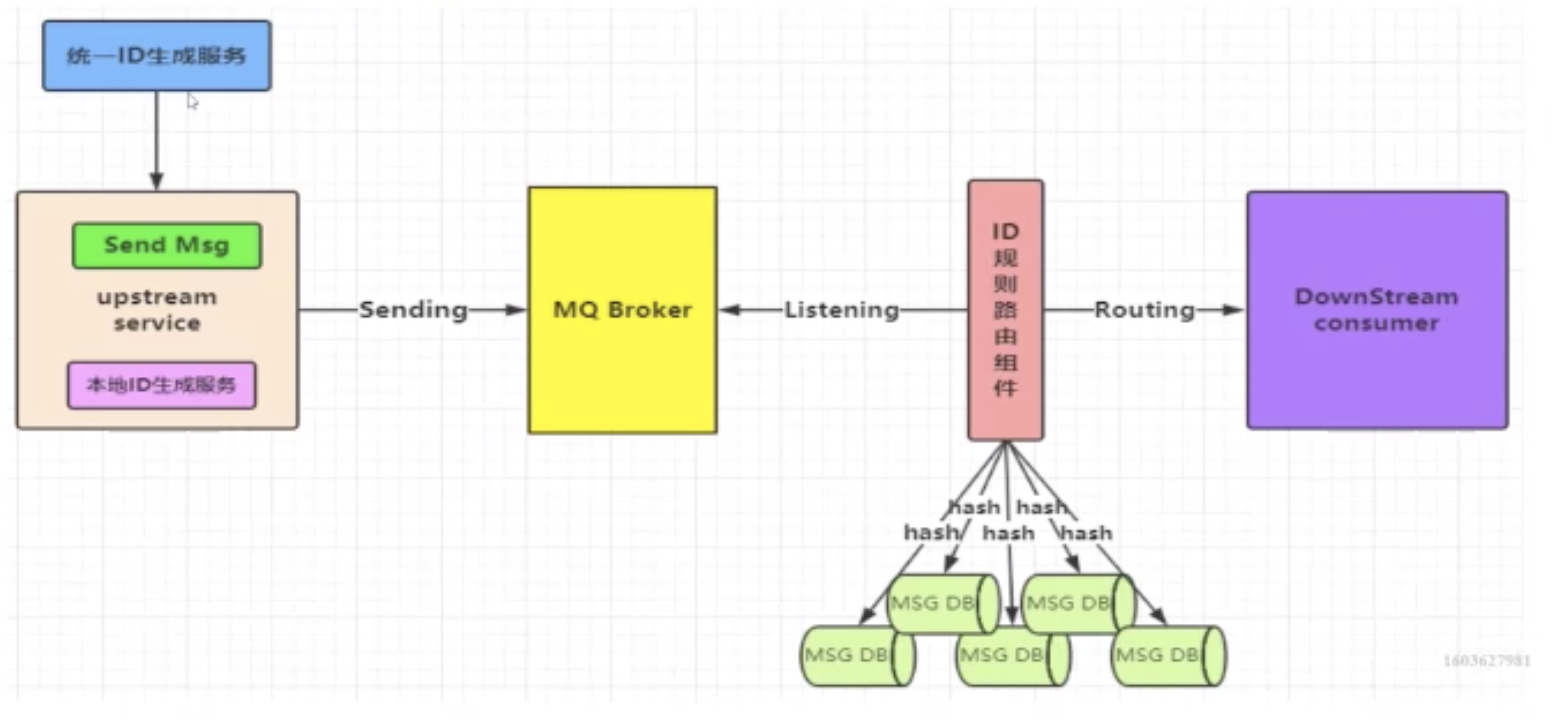 统一ID生成服务
Send Msg
upstream
service
本地ID生成服务
Sending
MQ Broker
Listening
ID
规
则
路
由
组
件
Routing
DownStream
consumer
hash
hash
hash
hash
hash
MSG DB
MSG DB
MSG DB
MSG DB
MSG DB
1603627981